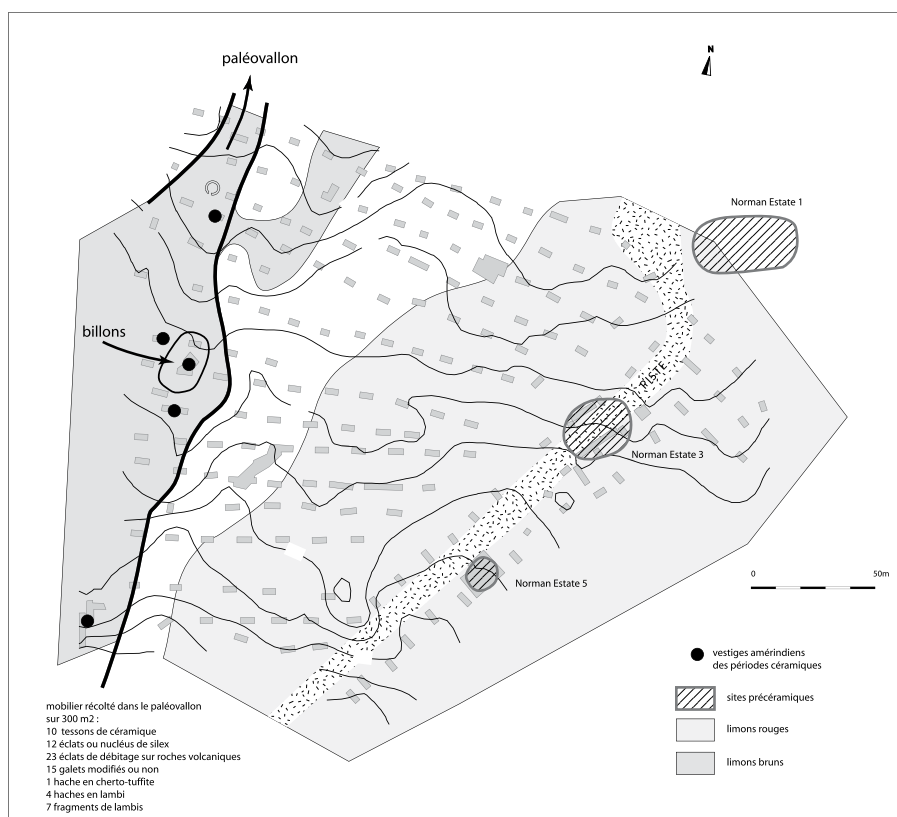 paléovallon
N
Norman Estate 1
billons
PISTE
Norman Estate 3
Norman Estate 5
0 50m
vestiges amérindiens
des périodes céramiques
sites précéramiques
limons rouges
limons bruns
mobilier récolté dans le paléovallon
sur 300 m2 :
10 tessons de céramique
12 éclats ou nucléus de silex
23 éclats de débitage sur roches volcaniques
15 galets modifiés ou non
1 hache en cherto-tuffite
4 haches en lambi
7 fragments de lambis